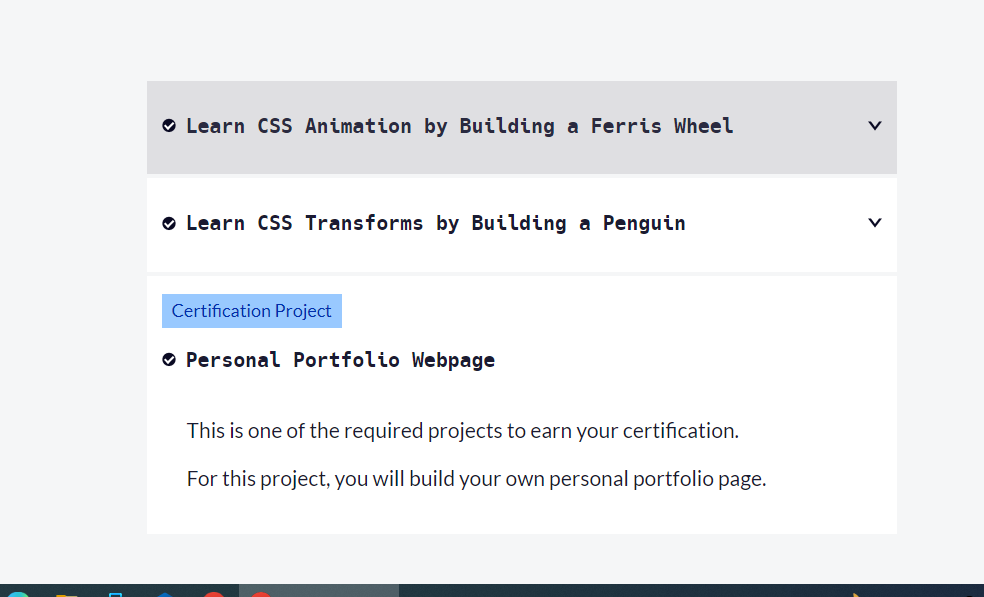 Learn CSS Animation by Building a Ferris Wheel
Learn CSS Transforms by Building a Penguin
Certification Project
Personal Portfolio Webpage
This is one of the required projects to earn your certification.
For this project, you will build your own personal portfolio page.